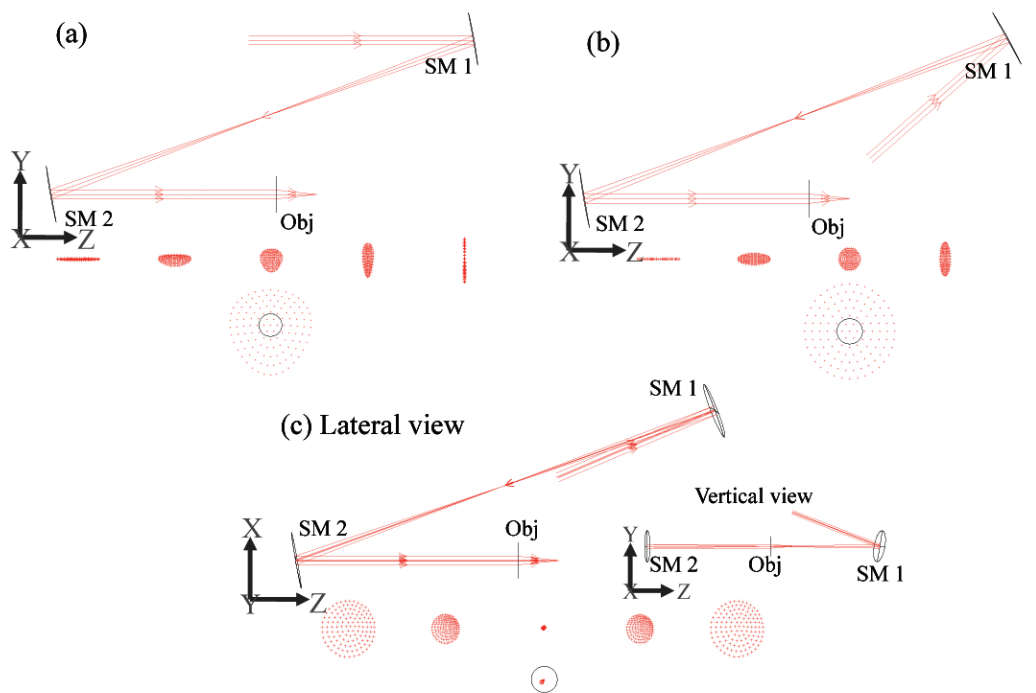 (a)
SM 1
Y
SM 2
Obj
X
Z
(b)
SM 1
Y
SM 2
Obj
X
Z
(c) Lateral view
SM 1
X
SM 2
Obj
Y
Z
Vertical view
Y
SM 2
Obj
SM 1
X
Z